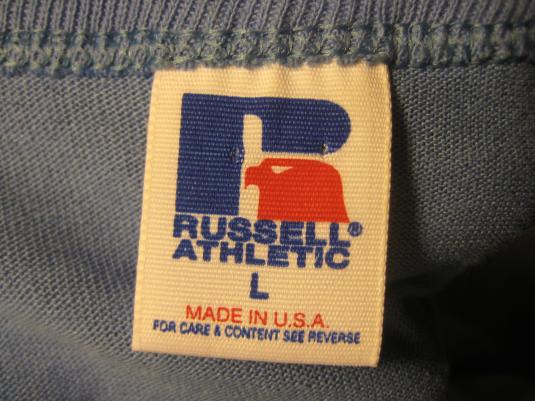 RUSSELL®
ATHLETIC
L
MADE IN U.S.A.
FOR CARE & CONTENT SEE REVERSE